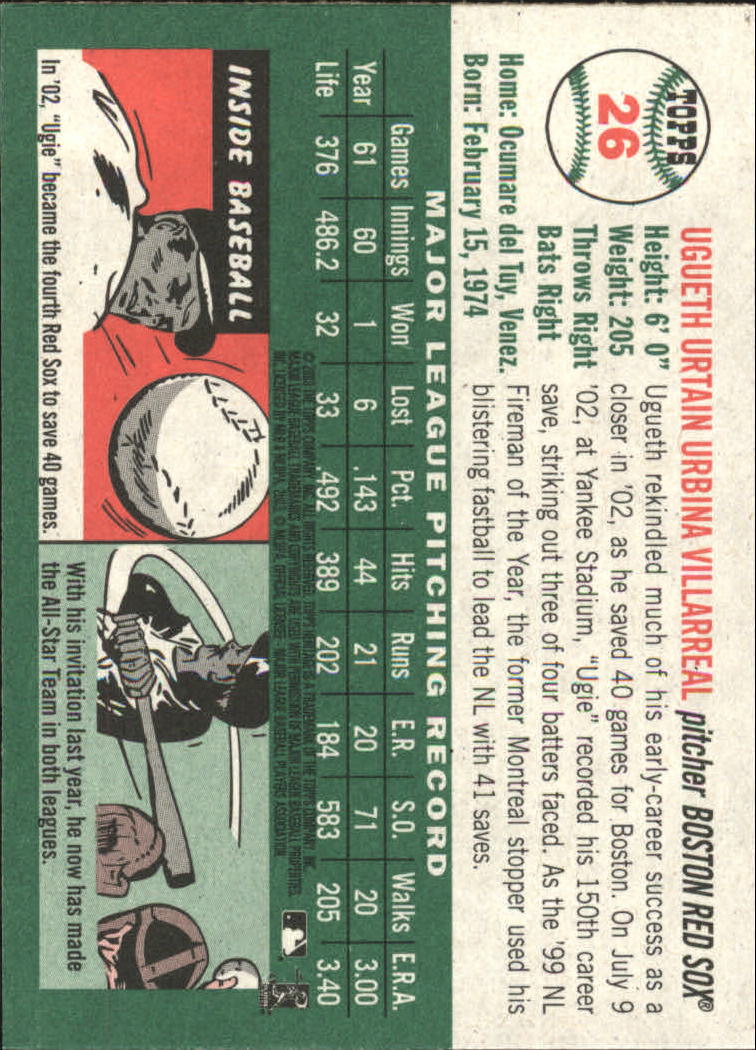 TOPPS
26
UGUETH URTAIN URBINA VILLARREAL pitcher BOSTON RED SOX®
Height: 6' 0"
Weight: 205
Throws Right
Bats Right
Home: Ocumare del Tuy, Venez.
Born: February 15, 1974
Ugueth rekindled much of his early-career success as a
closer in '02, as he saved 40 games for Boston. On July 9
'02, at Yankee Stadium, "Ugie" recorded his 150th career
save, striking out three of four batters faced. As the '99 NL
Fireman of the Year, the former Montreal stopper used his
blistering fastball to lead the NL with 41 saves.
MAJOR LEAGUE PITCHING RECORD
Games Innings Won Lost Pct. Hits Runs E.R. S.O. Walks E.R.A.
Year 61 60 1 6 .143 44 21 20 71 20 3.00
Life 376 486.2 32 33 .492 389 202 184 583 205 3.40
INSIDE BASEBALL
In '02, "Ugie" became the fourth Red Sox to save 40 games.
With his invitation last year, he now has made
the All-Star Team in both leagues.